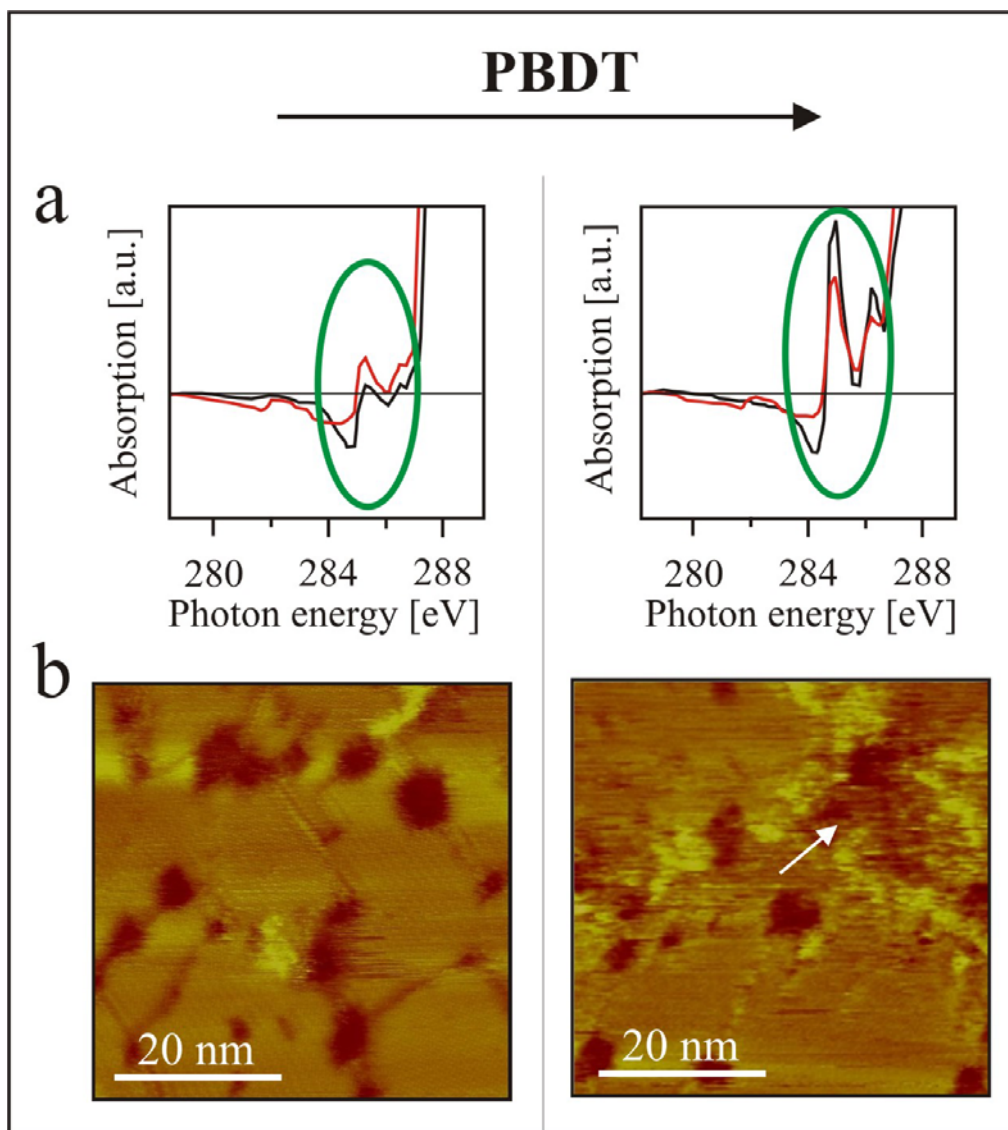 PBDT
a
Absorption [a.u.]
280 284 288
Photon energy [eV]
Absorption [a.u.]
280 284 288
Photon energy [eV]
b
20 nm
20 nm